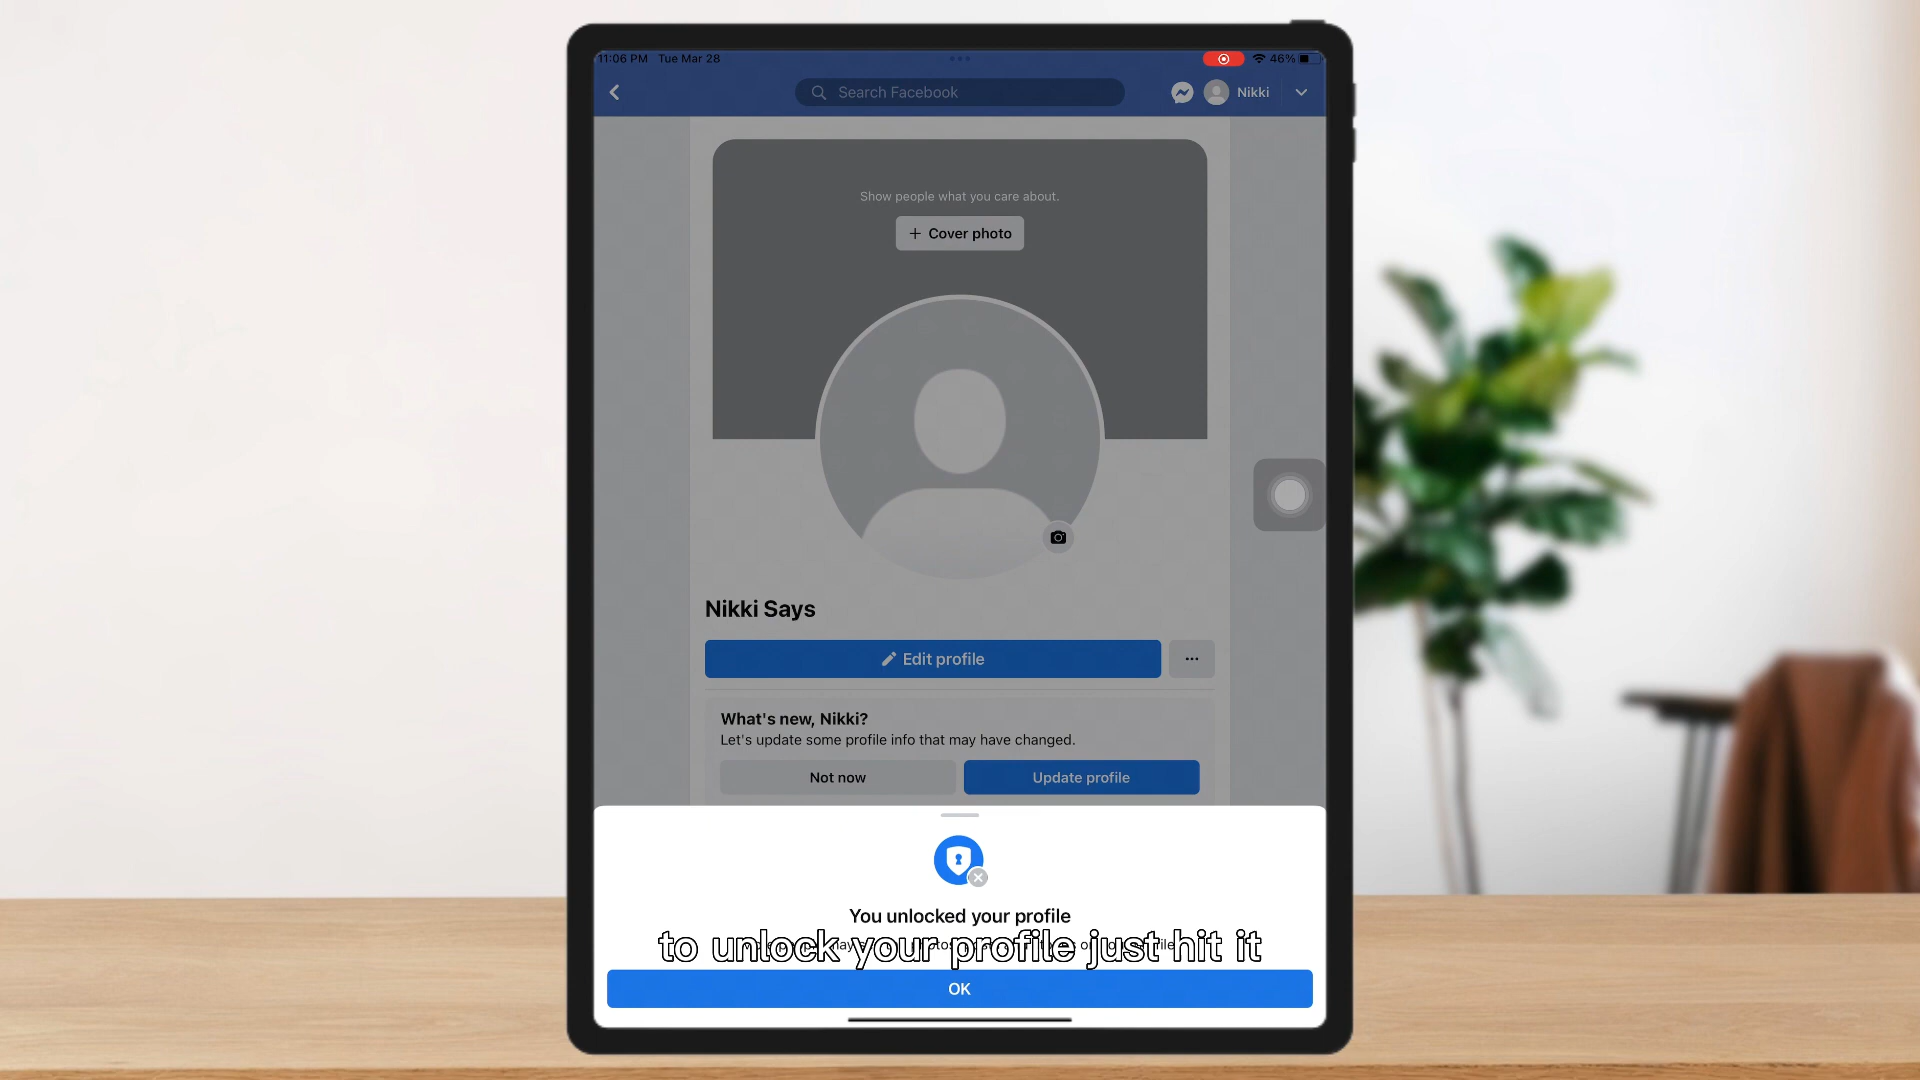 11:06 PM Tue Mar 28
46%
Search Facebook
Nikki
Show people what you care about.
+ Cover photo
Nikki Says
Edit profile
What's new, Nikki?
Let's update some profile info that may have changed.
Not now
Update profile
You unlocked your profile
to unlock your profile just hit it
OK